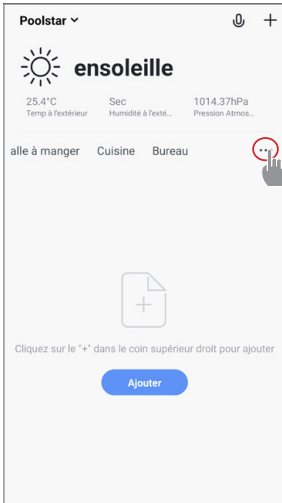 Poolstar
ensoleille
25.4°C Sec 1014.37hPa
Temp à l'extérieur Humidité à l'exté... Pression Atmos...
alle à manger Cuisine Bureau ...
Cliquez sur le "+" dans le coin supérieur droit pour ajouter
Ajouter